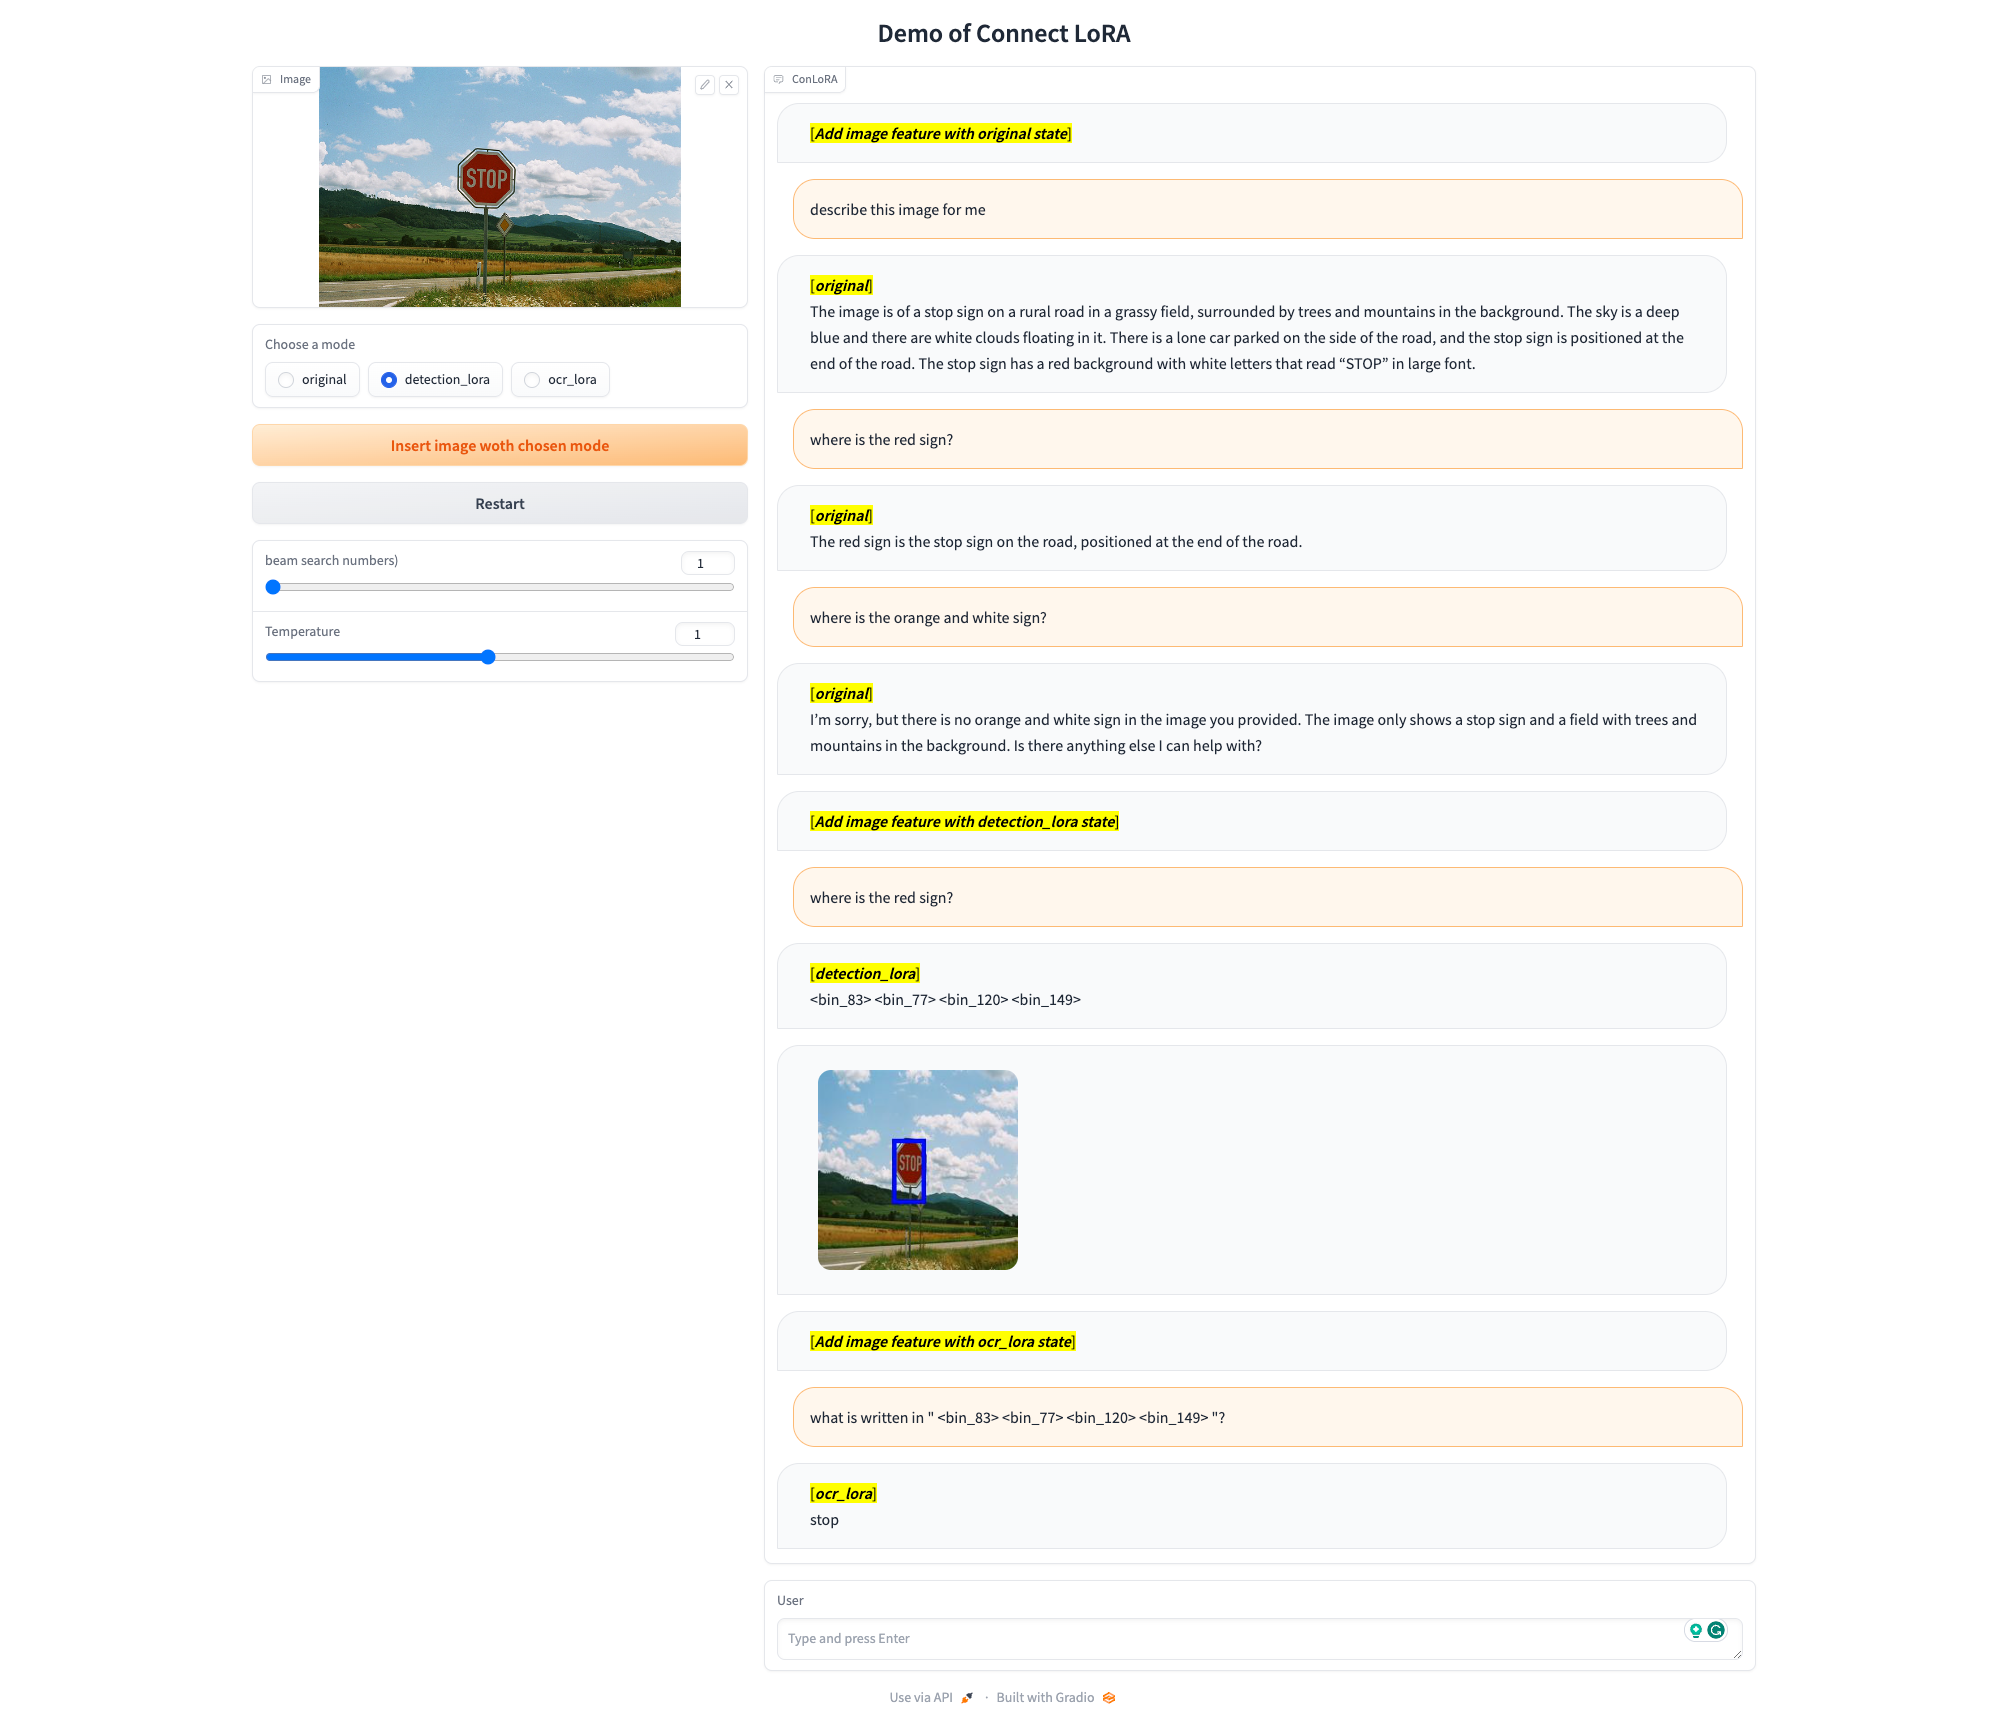 Demo of Connect LoRA
Image
STOP
Choose a mode
original
detection_lora
ocr_lora
Insert image woth chosen mode
Restart
beam search numbers)
1
Temperature
1
ConLoRA
[Add image feature with original state]
describe this image for me
[original]
The image is of a stop sign on a rural road in a grassy field, surrounded by trees and mountains in the background. The sky is a deep
blue and there are white clouds floating in it. There is a lone car parked on the side of the road, and the stop sign is positioned at the
end of the road. The stop sign has a red background with white letters that read “STOP” in large font.
where is the red sign?
[original]
The red sign is the stop sign on the road, positioned at the end of the road.
where is the orange and white sign?
[original]
I’m sorry, but there is no orange and white sign in the image you provided. The image only shows a stop sign and a field with trees and
mountains in the background. Is there anything else I can help with?
[Add image feature with detection_lora state]
where is the red sign?
[detection_lora]
<bin_83> <bin_77> <bin_120> <bin_149>
STOP
[Add image feature with ocr_lora state]
what is written in " <bin_83> <bin_77> <bin_120> <bin_149> "?
[ocr_lora]
stop
User
Type and press Enter
Use via API · Built with Gradio